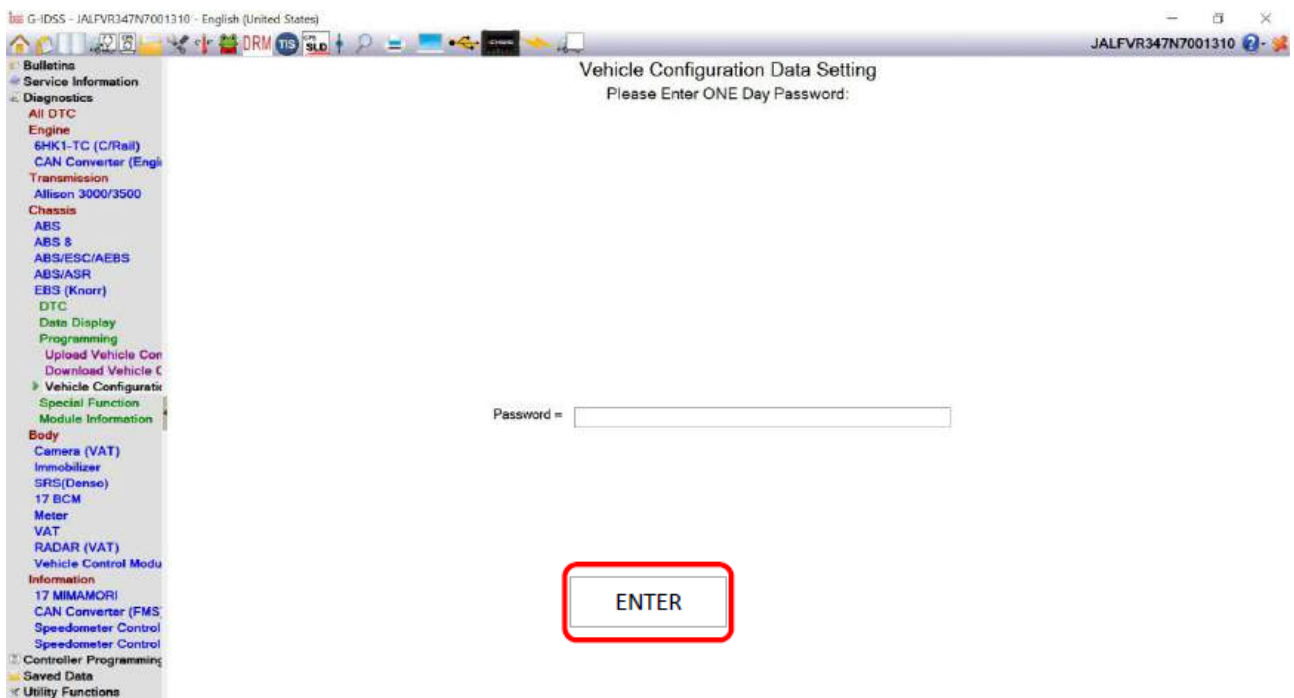 G-IDSS - JALFVR347N7001310 - English (United States)
DRM TIS SLD JALFVR347N7001310
Bulletins
Service Information
Diagnostics
All DTC
Engine
6HK1-TC (C/Rail)
CAN Converter (Engi
Transmission
Allison 3000/3500
Chassis
ABS
ABS 8
ABS/ESC/AEBS
ABS/ASR
EBS (Knorr)
DTC
Data Display
Programming
Upload Vehicle Con
Download Vehicle C
Vehicle Configuratio
Special Function
Module Information
Body
Camera (VAT)
Immobilizer
SRS(Denso)
17 BCM
Meter
VAT
RADAR (VAT)
Vehicle Control Modu
Information
17 MIMAMORI
CAN Converter (FMS)
Speedometer Control
Speedometer Control
Controller Programming
Saved Data
Utility Functions
Vehicle Configuration Data Setting
Please Enter ONE Day Password:
Password =
ENTER